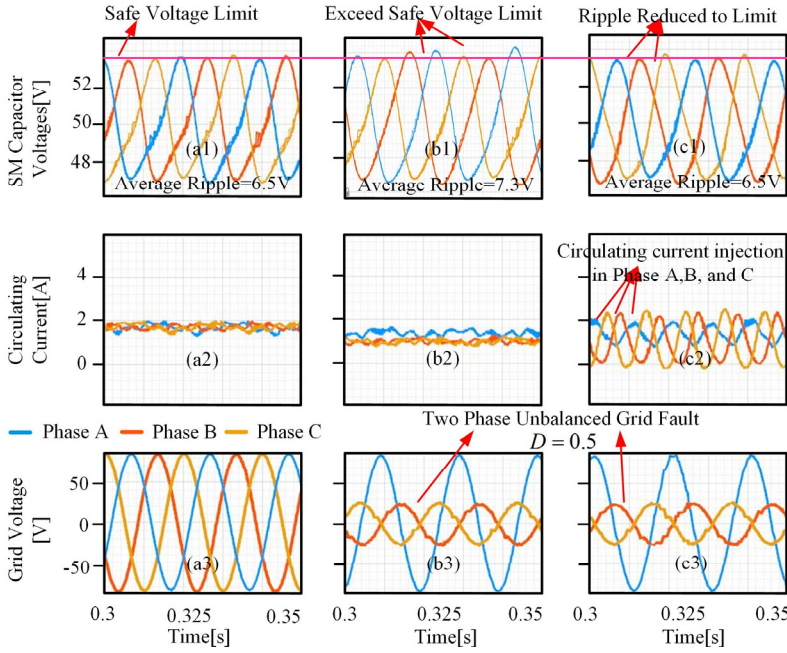 Safe Voltage Limit
Exceed Safe Voltage Limit
Ripple Reduced to Limit
SM Capacitor
Voltages[V]
52
50
48
(a1)
(b1)
(c1)
Average Ripple=6.5V
Average Ripple=7.3V
Average Ripple=6.5V
Circulating
Current[A]
4
2
0
Circulating current injection
in Phase A,B, and C
(a2)
(b2)
(c2)
Phase A
Phase B
Phase C
Two Phase Unbalanced Grid Fault
D = 0.5
Grid Voltage
[V]
50
0
-50
(a3)
(b3)
(c3)
0.3 0.325 0.35
0.3 0.325 0.35
0.3 0.325 0.35
Time[s]
Time[s]
Time[s]